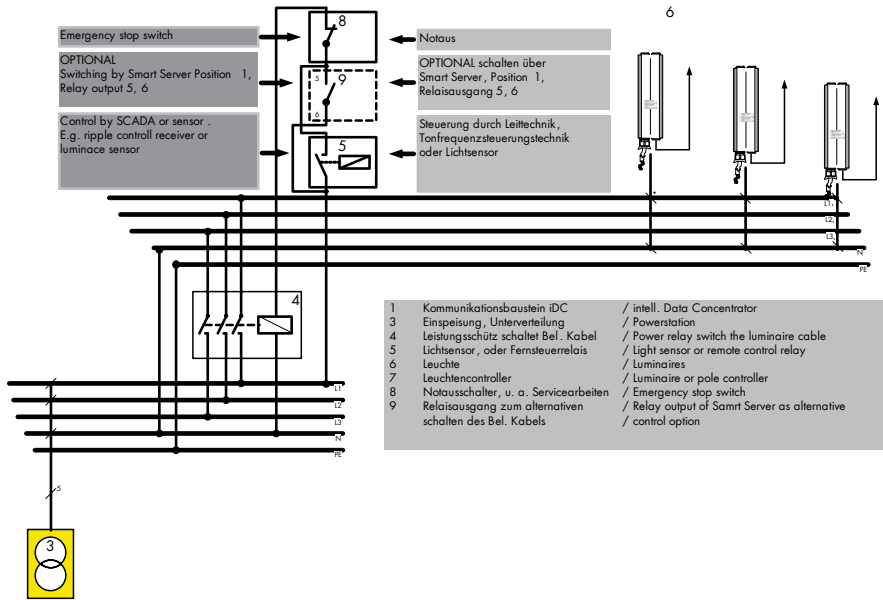 8
6
Emergency stop switch
Notaus
OPTIONAL
Switching by Smart Server Position 1,
Relay output 5, 6
5
9
6
OPTIONAL schalten über
Smart Server, Position 1,
Relaisausgang 5, 6
Control by SCADA or sensor .
E.g. ripple controll receiver or
luminace sensor
5
Steuerung durch Leittechnik,
Tonfrequenzsteuerungstechnik
oder Lichtsensor
L1,
L2,
L3,
N
PE
4
1 Kommunikationsbaustein iDC / intell. Data Concentrator
3 Einspeisung, Unterverteilung / Powerstation
4 Leistungsschütz schaltet Bel. Kabel / Power relay switch the luminaire cable
5 Lichtsensor, oder Fernsteuerrelais / Light sensor or remote control relay
6 Leuchte / Luminaires
7 Leuchtencontroller / Luminaire or pole controller
8 Notausschalter, u. a. Servicearbeiten / Emergency stop switch
9 Relaisausgang zum alternativen / Relay output of Samrt Server as alternative
schalten des Bel. Kabels / control option
L1
L2
L3
N
PE
5
3